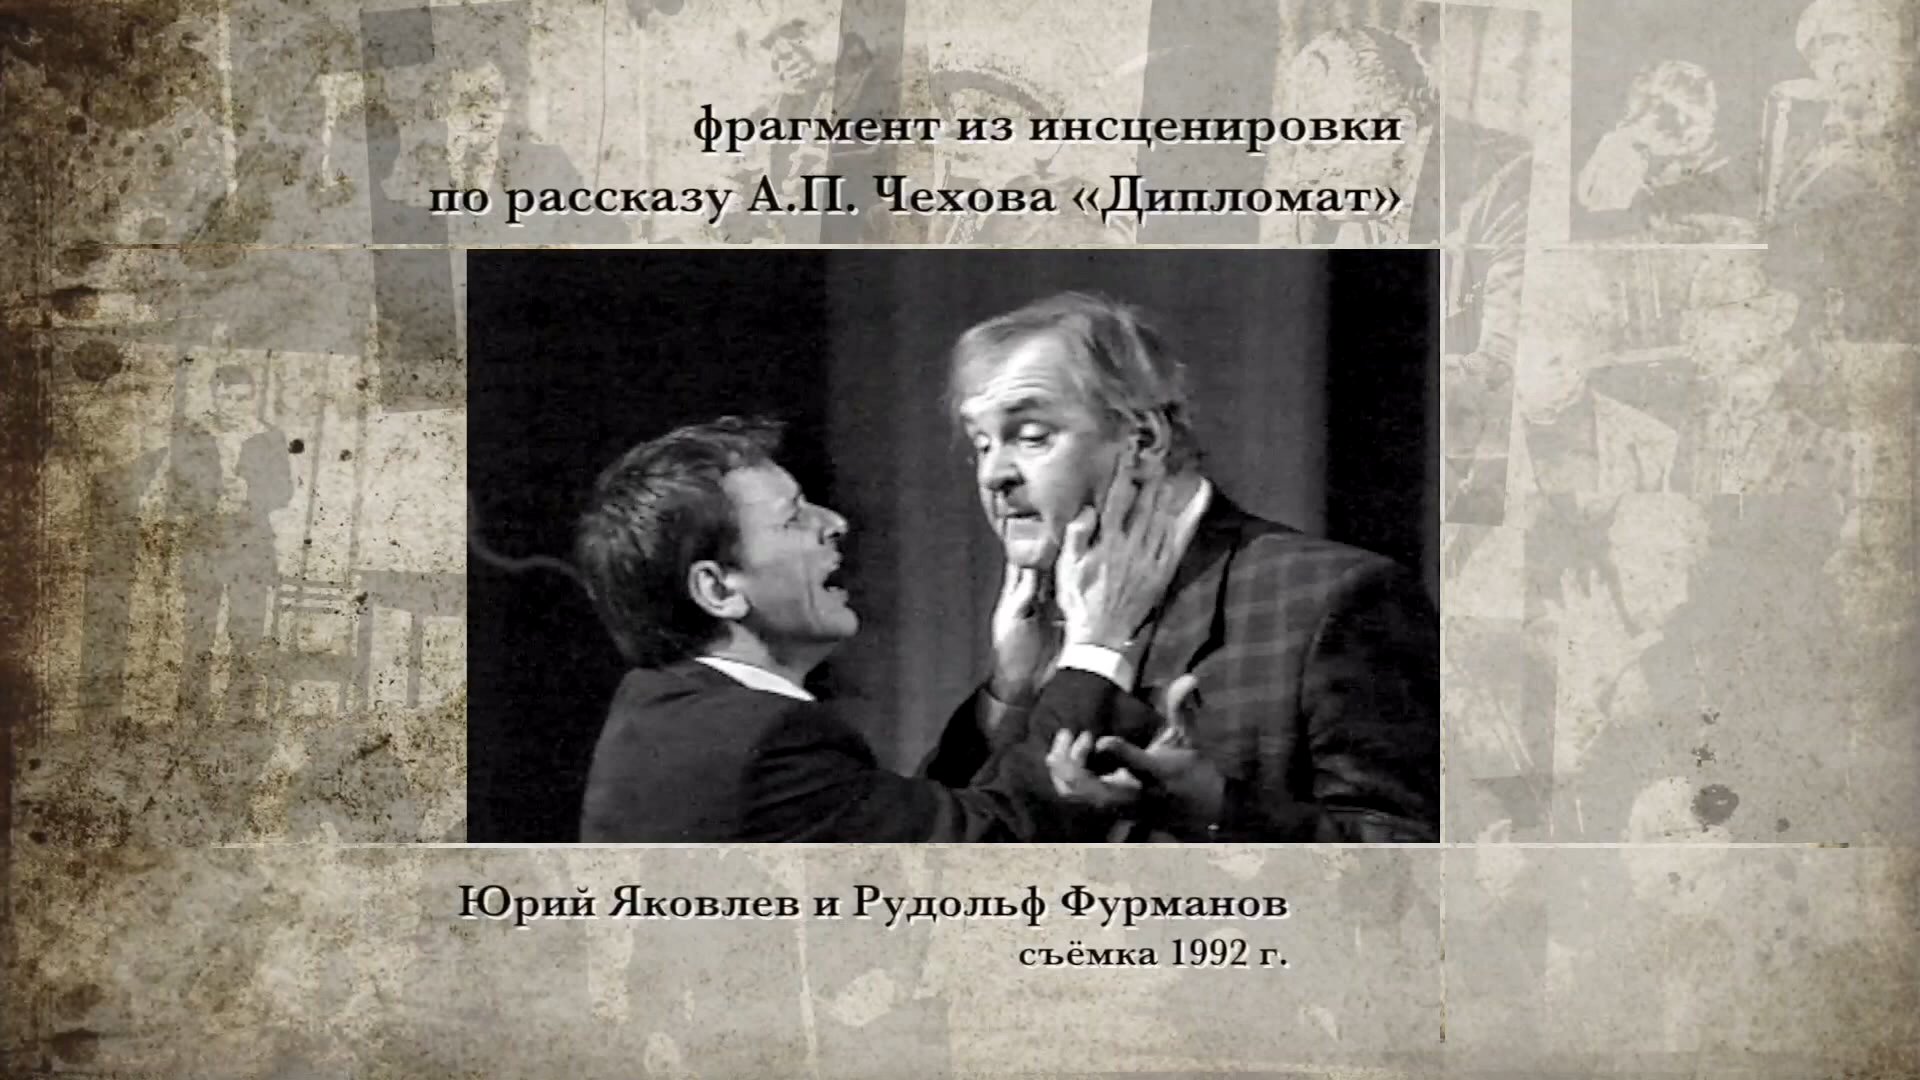 фрагмент из инсценировки
по рассказу А.П. Чехова «Дипломат»
Юрий Яковлев и Рудольф Фурманов
съёмка 1992 г.